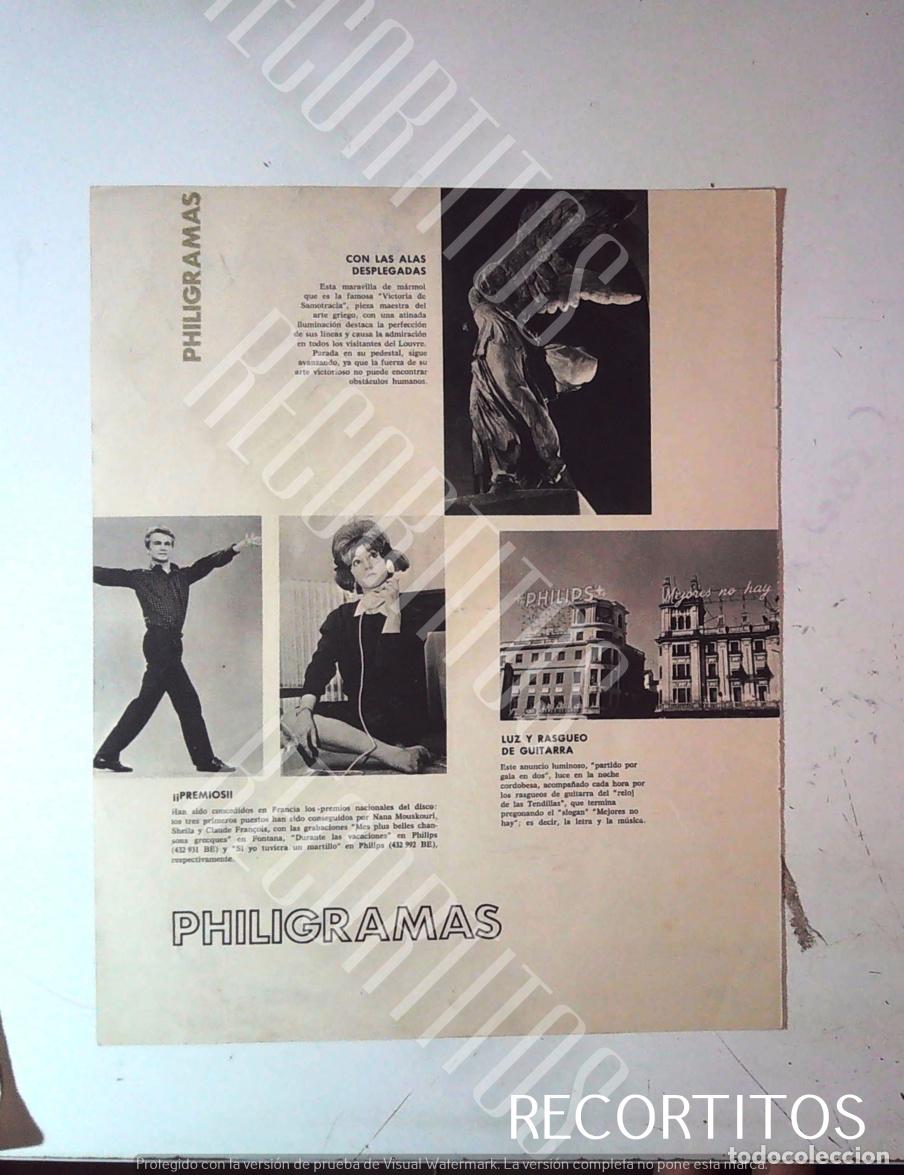 PHILIGRAMAS
CON LAS ALAS
DESPLEGADAS
Esta maravilla de mármol
que es la famosa "Victoria de
Samotracia", pieza maestra del
arte griego, con una atinada
iluminación destaca la perfección
de sus líneas y causa la admiración
en todos los visitantes del Louvre.
Parada en su pedestal, sigue
avanzando, ya que la fuerza de su
arte victorioso no puede encontrar
obstáculos humanos.
PHILIPS
Mejores no hay
LUZ Y RASGUEO
DE GUITARRA
Este anuncio luminoso, "partido por
gala en dos", luce en la noche
cordobesa, acompañado cada hora por
los rasgueos de guitarra del "reloj
de las Tendillas", que termina
pregonando el "slogan" "Mejores no
hay"; es decir, la letra y la música.
¡¡PREMIOS!!
Han sido concedidos en Francia los premios nacionales del disco:
los tres primeros puestos han sido conseguidos por Nana Mouskouri,
Sheila y Claude François, con las grabaciones "Mes plus belles chan-
sons grecques" en Fontana, "Durante las vacaciones" en Philips
(432 931 BE) y "Si yo tuviera un martillo" en Philips (432 992 BE),
respectivamente.
PHILIGRAMAS
RECORTITOS
RECORTITOS
RECORTITOS
RECORTITOS
todocoleccion
Protegido con la versión de prueba de Visual Watermark. La versión completa no pone esta marca.